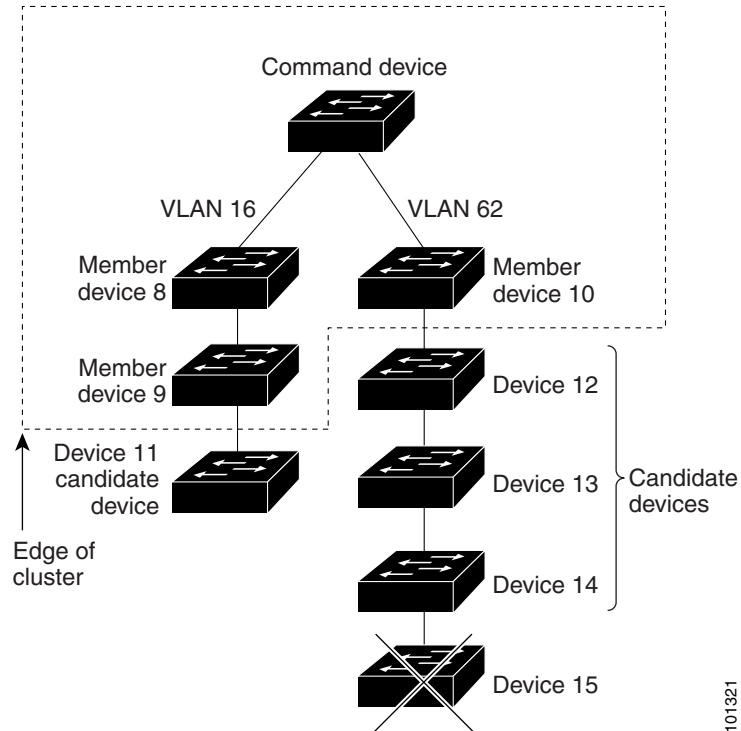 Command device
VLAN 16
VLAN 62
Member
device 8
Member
device 10
Member
device 9
Device 12
Device 11
candidate
device
Device 13
Candidate
devices
Edge of
cluster
Device 14
Device 15
101321